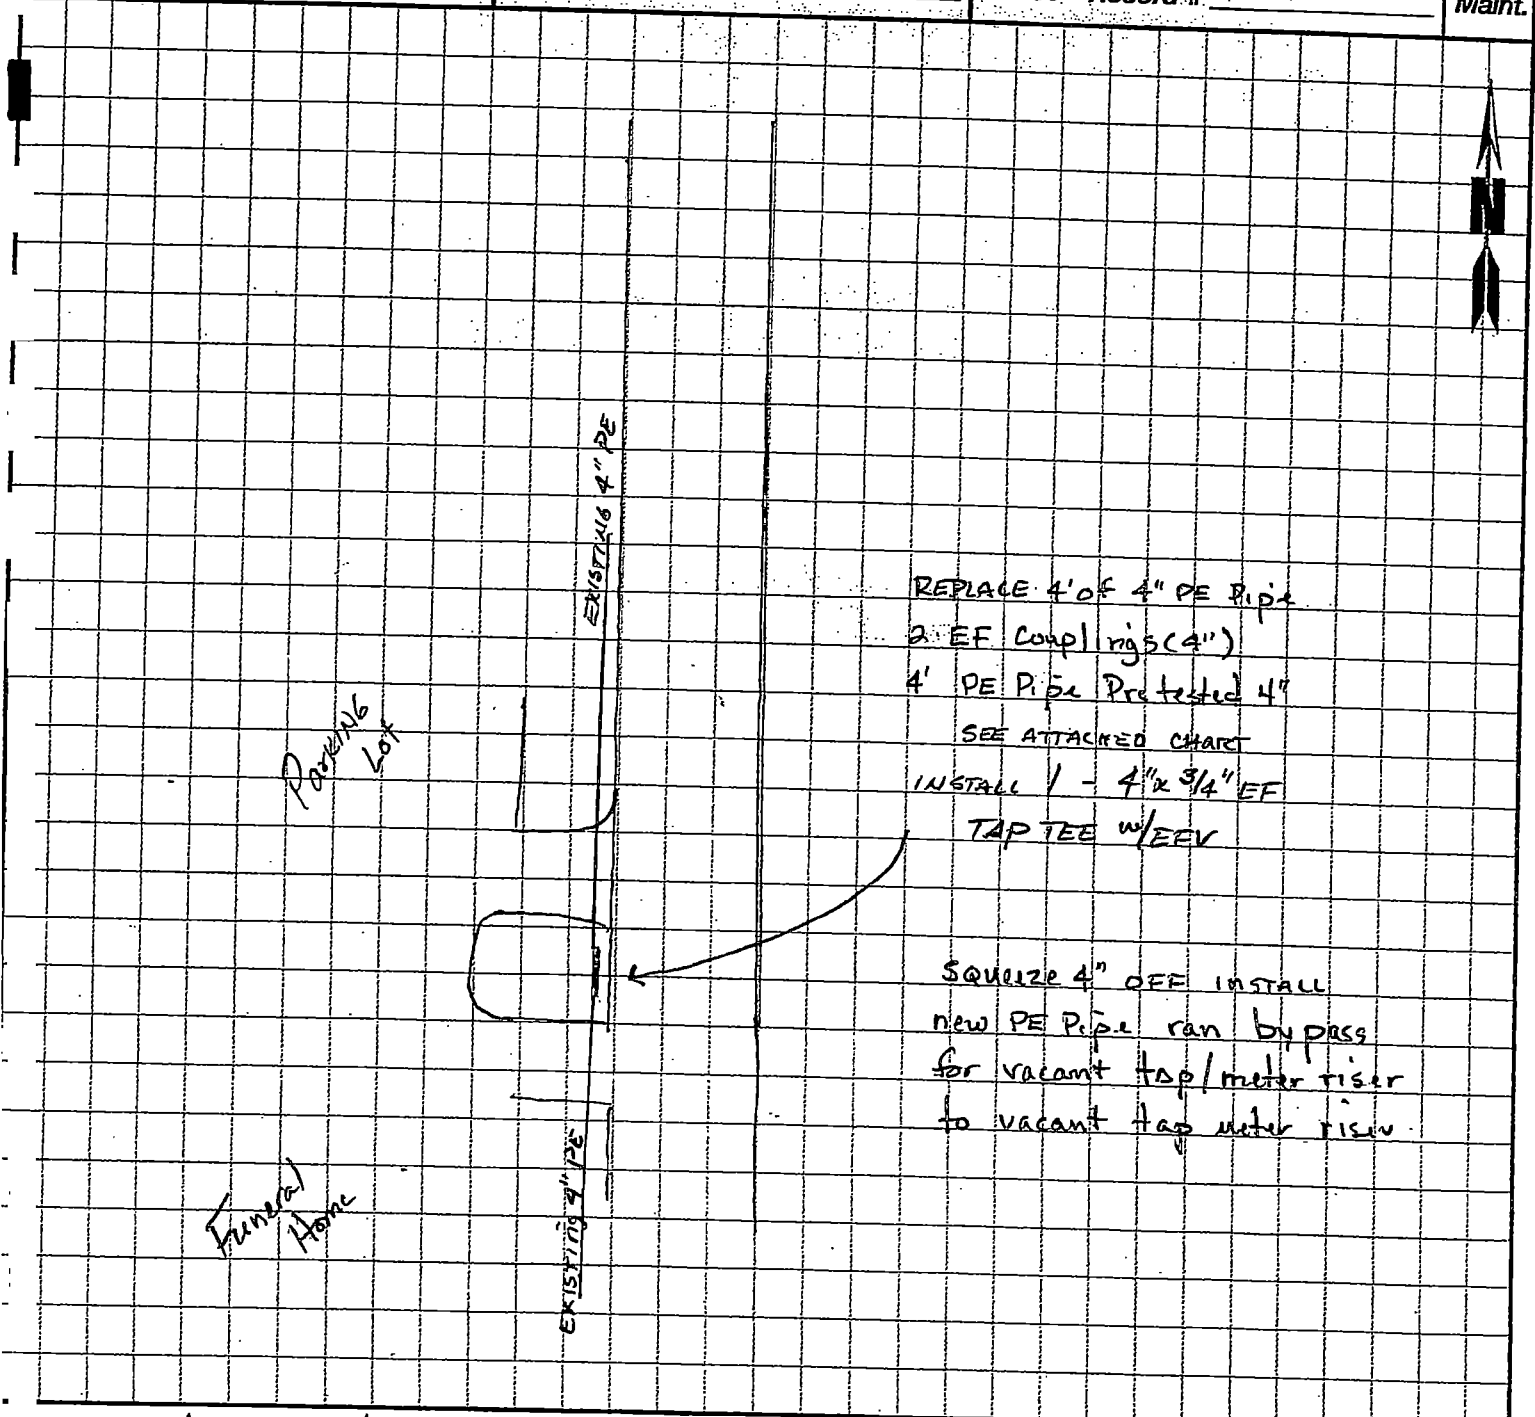 Record #
Maint.
N
EXISTING 4" PE
REPLACE 4' of 4" PE Pipe
2 EF Couplings (4")
4' PE Pipe Pretested 4"
SEE ATTACHED CHART
INSTALL 1 - 4" x 3/4" EF
TAP TEE w/EFV
Parking
Lot
Squeeze 4" OFF INSTALL
new PE Pipe ran bypass
for vacant tap/meter riser
to vacant tap meter riser
Funeral
Home
EXISTING 4" PE